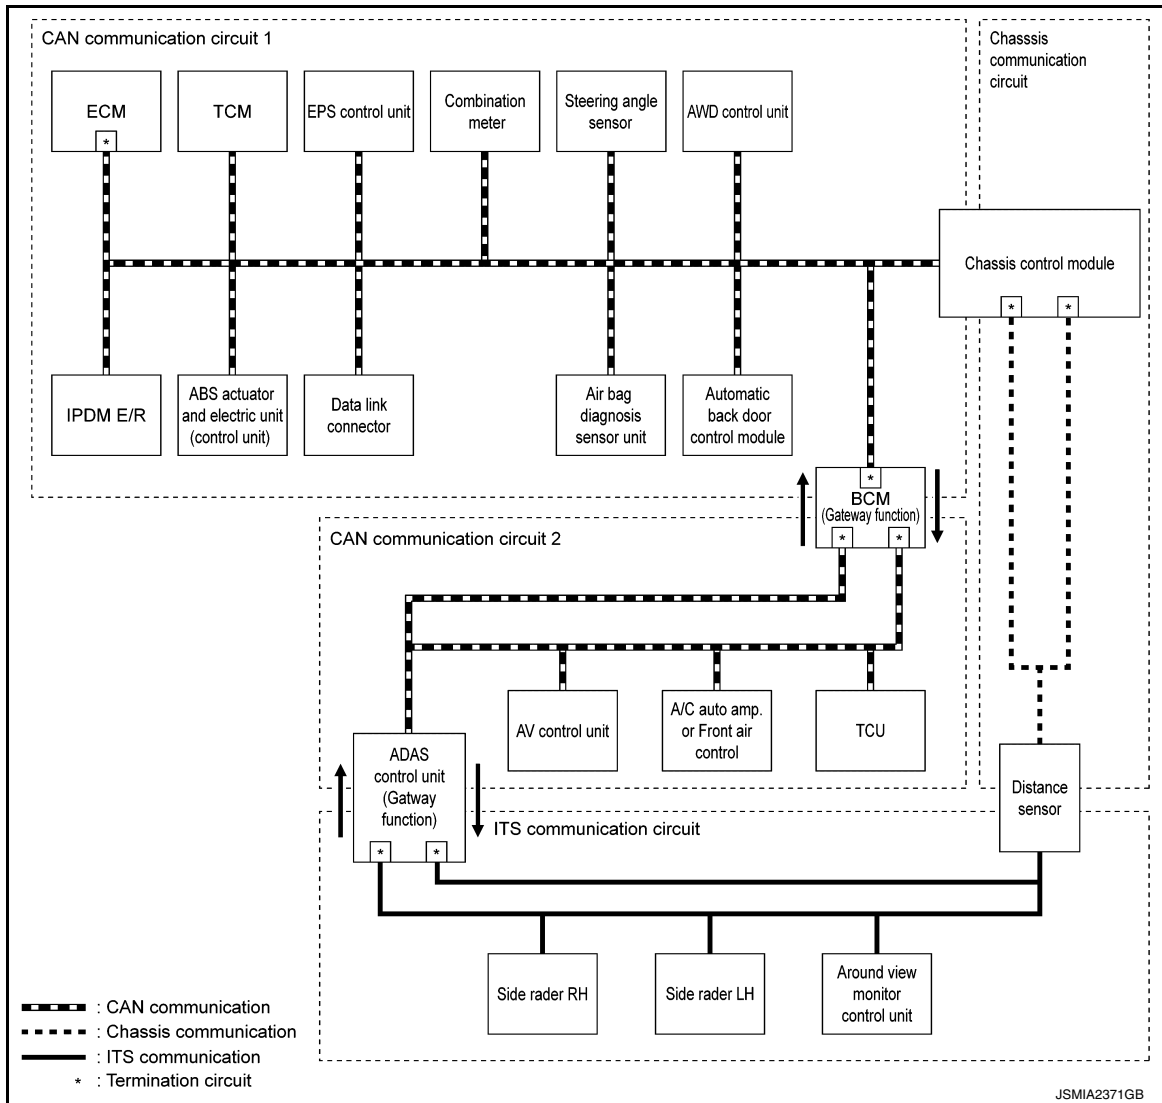 CAN communication circuit 1
Chasssis
communication
circuit
ECM
*
TCM
EPS control unit
Combination
meter
Steering angle
sensor
AWD control unit
Chassis control module
*
*
IPDM E/R
ABS actuator
and electric unit
(control unit)
Data link
connector
Air bag
diagnosis
sensor unit
Automatic
back door
control module
*
BCM
(Gateway function)
*
*
CAN communication circuit 2
AV control unit
A/C auto amp.
or Front air
control
TCU
ADAS
control unit
(Gatway
function)
*
*
Distance
sensor
ITS communication circuit
Side rader RH
Side rader LH
Around view
monitor
control unit
: CAN communication
: Chassis communication
: ITS communication
* : Termination circuit
JSMIA2371GB